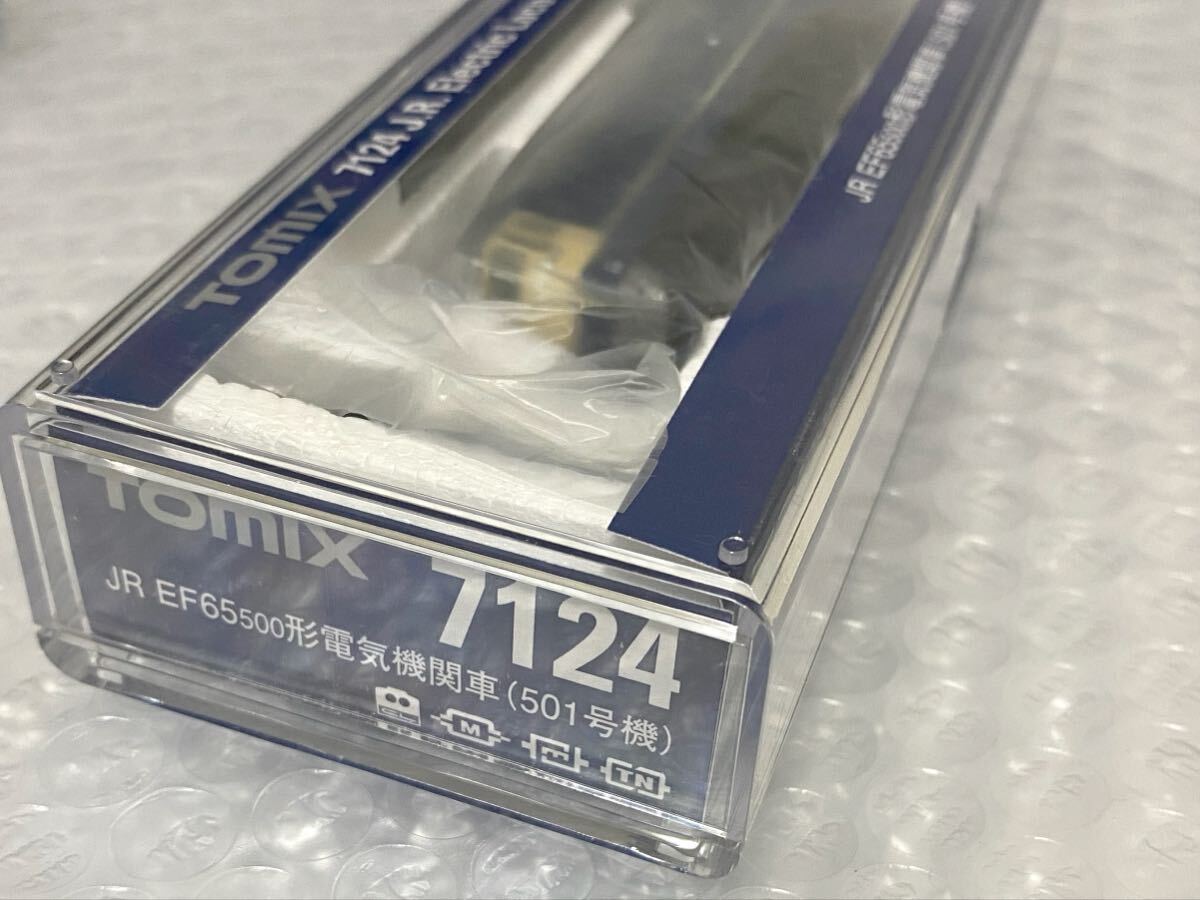 TOMIX 7124 J.R. Electric
JR EF65500形電気機関車(501号機)
TOMIX 7124
JR EF65500形電気機関車(501号機)
M E TN